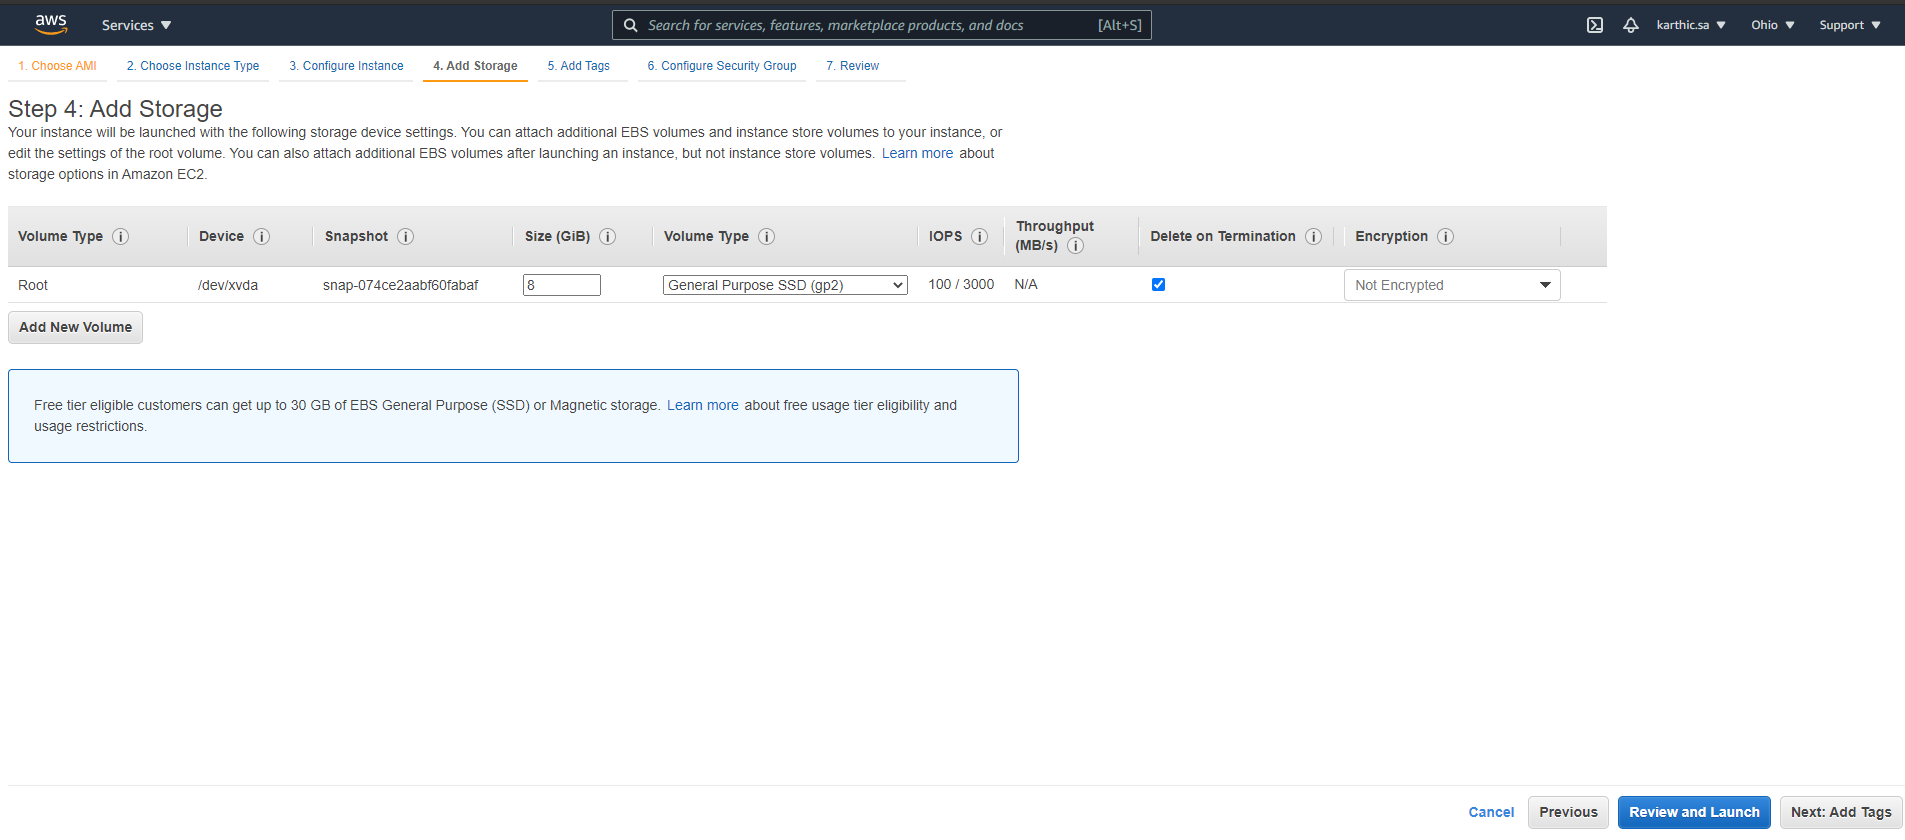 aws
Services
Search for services, features, marketplace products, and docs
[Alt+S]
karthic.sa
Ohio
Support
1. Choose AMI
2. Choose Instance Type
3. Configure Instance
4. Add Storage
5. Add Tags
6. Configure Security Group
7. Review
Step 4: Add Storage
Your instance will be launched with the following storage device settings. You can attach additional EBS volumes and instance store volumes to your instance, or
edit the settings of the root volume. You can also attach additional EBS volumes after launching an instance, but not instance store volumes. Learn more about
storage options in Amazon EC2.
Volume Type
Device
Snapshot
Size (GiB)
Volume Type
IOPS
Throughput
(MB/s)
Delete on Termination
Encryption
Root
/dev/xvda
snap-074ce2aabf60fabaf
8
General Purpose SSD (gp2)
100 / 3000
N/A
Not Encrypted
Add New Volume
Free tier eligible customers can get up to 30 GB of EBS General Purpose (SSD) or Magnetic storage. Learn more about free usage tier eligibility and
usage restrictions.
Cancel
Previous
Review and Launch
Next: Add Tags